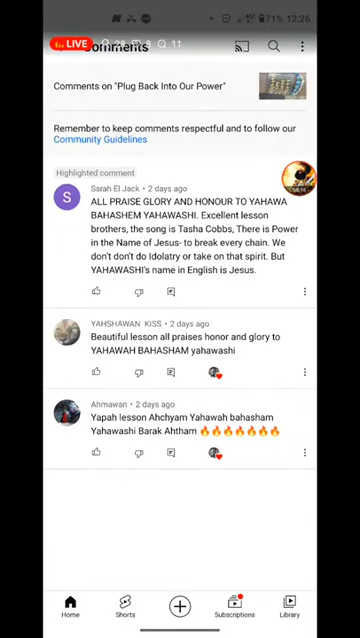 71% 12:26
LIVE 11
Comments
Comments on "Plug Back Into Our Power"
Remember to keep comments respectful and to follow our
Community Guidelines
Highlighted comment
S
Sarah El Jack • 2 days ago
ALL PRAISE GLORY AND HONOUR TO YAHAWA
BAHASHEM YAHAWASHI. Excellent lesson
brothers, the song is Tasha Cobbs, There is Power
in the Name of Jesus- to break every chain. We
don't don't do Idolatry or take on that spirit. But
YAHAWASHI's name in English is Jesus.
YAHSHAWAN KISS • 2 days ago
Beautiful lesson all praises honor and glory to
YAHAWAH BAHASHAM yahawashi
Ahmawan • 2 days ago
Yapah lesson Ahchyam Yahawah bahasham
Yahawashi Barak Ahtham 🔥🔥🔥🔥🔥🔥🔥
Home
Shorts
Subscriptions
Library